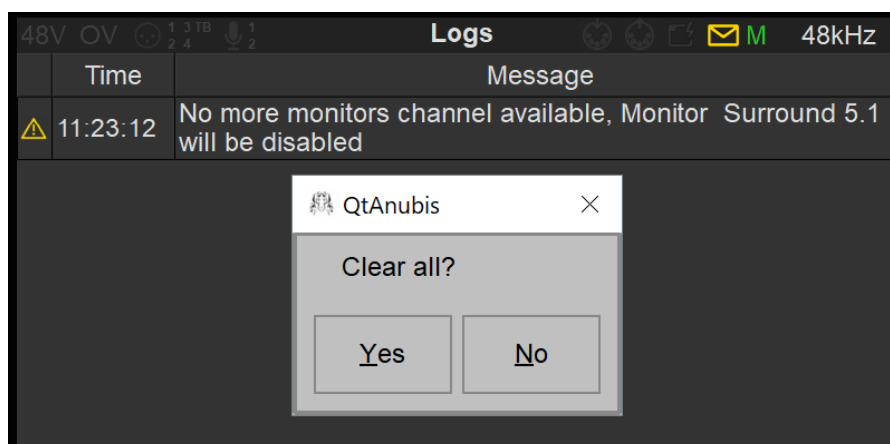 48V OV 1 3 TB 1
2 4 2
Logs
M 48kHz
Time Message
11:23:12 No more monitors channel available, Monitor Surround 5.1
will be disabled
QtAnubis
Clear all?
Yes No